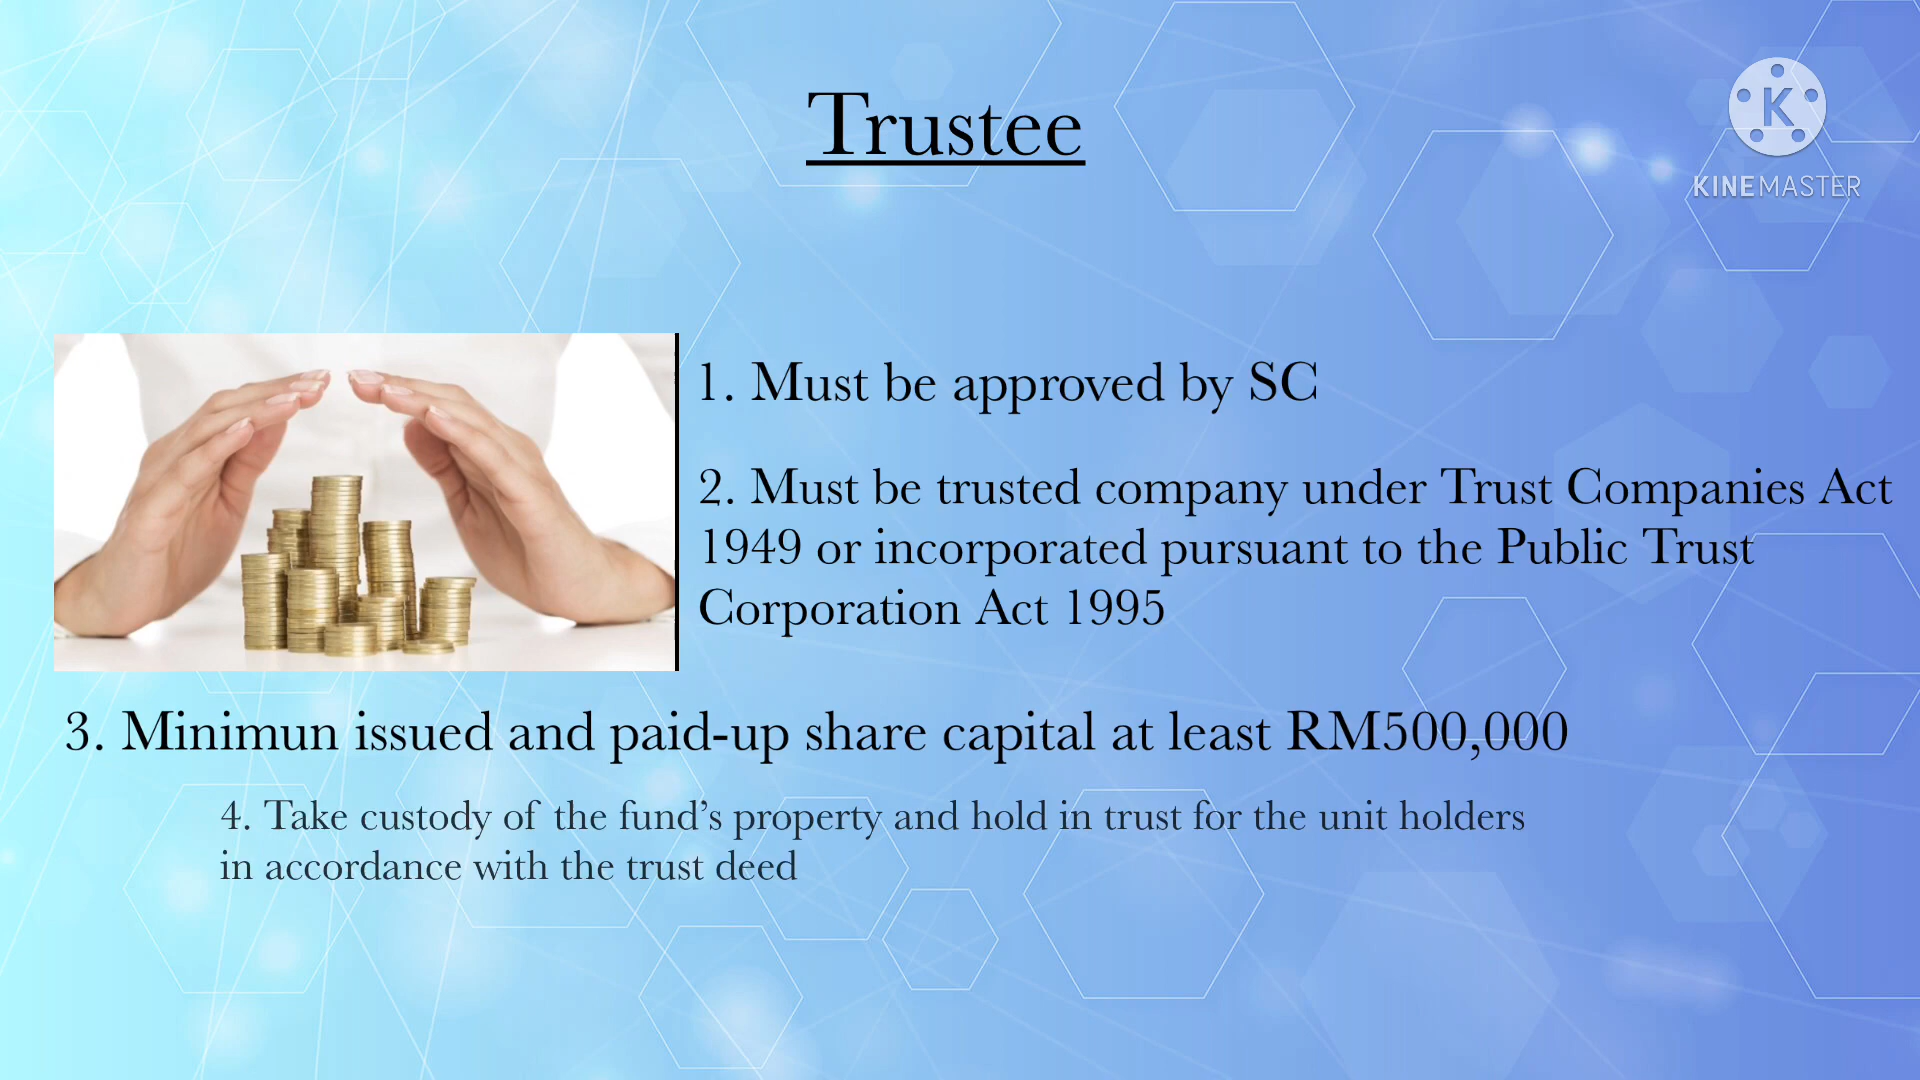 Trustee
K
KINEMASTER
1. Must be approved by SC
2. Must be trusted company under Trust Companies Act
1949 or incorporated pursuant to the Public Trust
Corporation Act 1995
3. Minimun issued and paid-up share capital at least RM500,000
4. Take custody of the fund’s property and hold in trust for the unit holders
in accordance with the trust deed